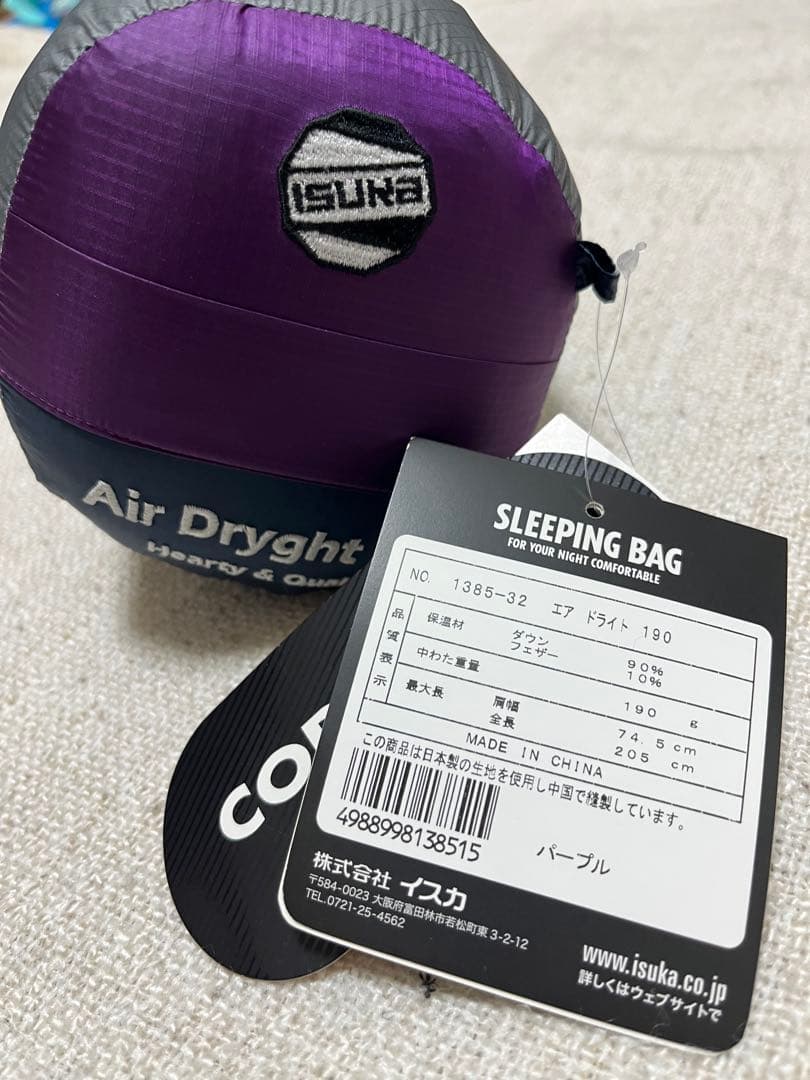 ISUKA
Air Dryght
Hearty &
SLEEPING BAG
FOR YOUR NIGHT COMFORTABLE
NO. 1385-32 エア ドライト 190
品質表示
保温材 ダウン 90%
フェザー 10%
中わた重量 190 g
最大長 肩幅 74.5cm
全長 205 cm
MADE IN CHINA
この商品は日本製の生地を使用し中国で縫製しています。
4988998138515
パープル
株式会社 イスカ
〒584-0023 大阪府富田林市若松町東3-2-12
TEL.0721-25-4562
www.isuka.co.jp
詳しくはウェブサイトで